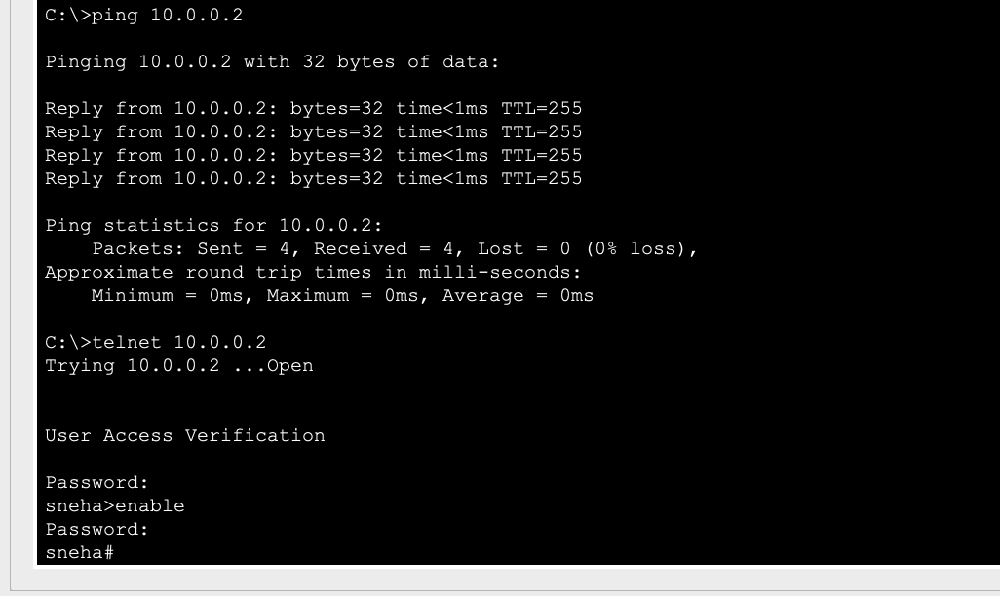 C:\>ping 10.0.0.2
Pinging 10.0.0.2 with 32 bytes of data:
Reply from 10.0.0.2: bytes=32 time<1ms TTL=255
Reply from 10.0.0.2: bytes=32 time<1ms TTL=255
Reply from 10.0.0.2: bytes=32 time<1ms TTL=255
Reply from 10.0.0.2: bytes=32 time<1ms TTL=255
Ping statistics for 10.0.0.2:
    Packets: Sent = 4, Received = 4, Lost = 0 (0% loss),
Approximate round trip times in milli-seconds:
    Minimum = 0ms, Maximum = 0ms, Average = 0ms
C:\>telnet 10.0.0.2
Trying 10.0.0.2 ...Open
User Access Verification
Password:
sneha>enable
Password:
sneha#